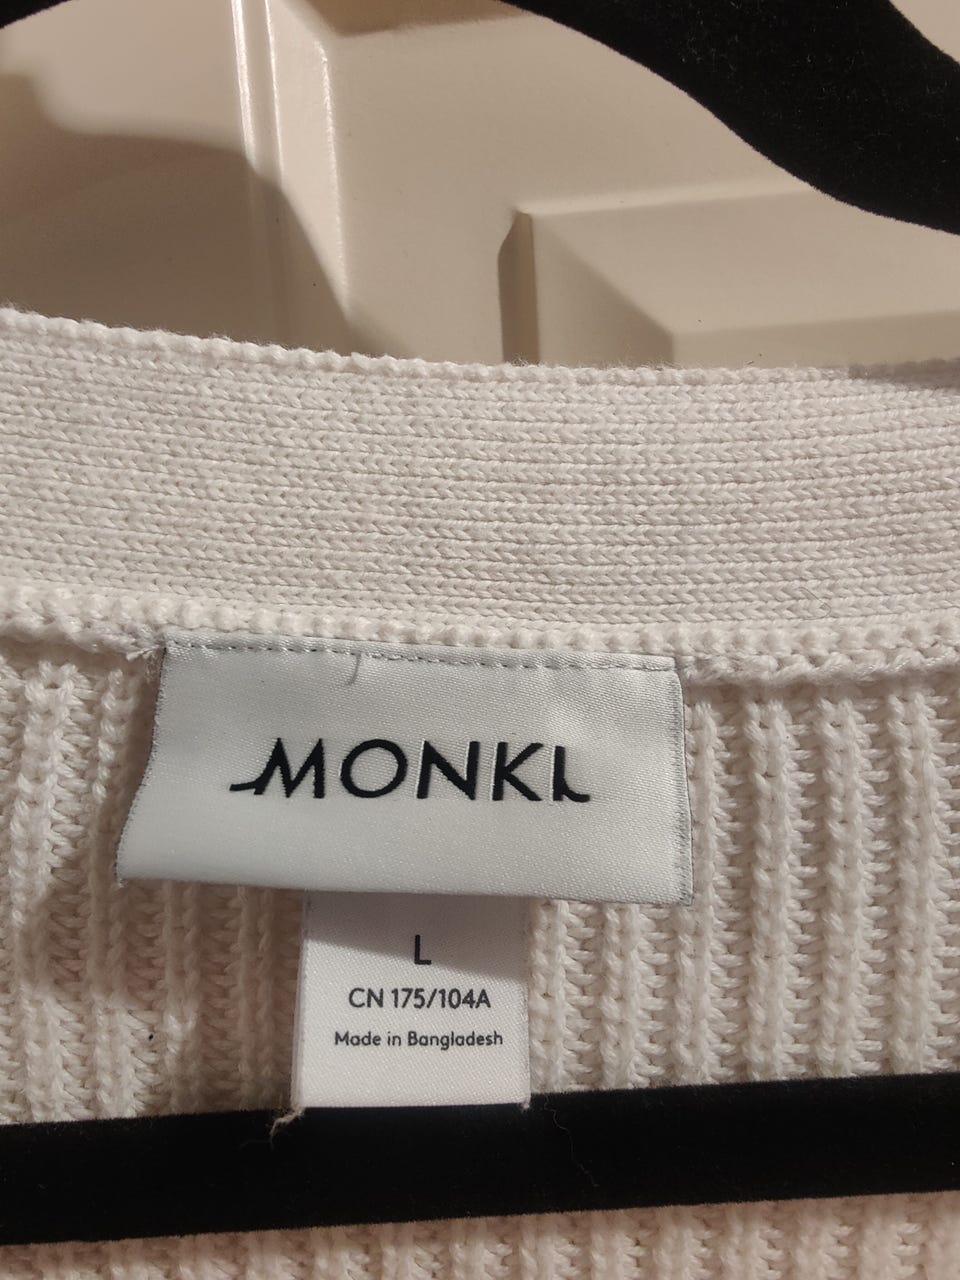 MONKI
L
CN 175/104A
Made in Bangladesh